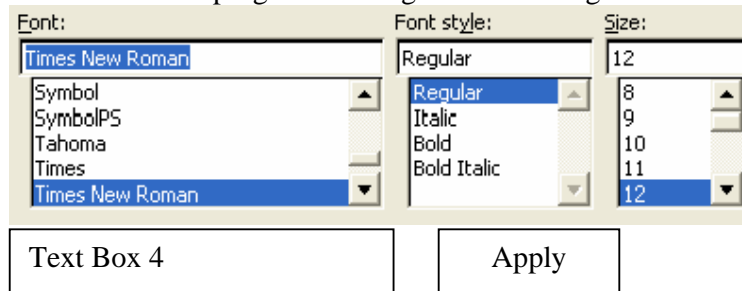 Font: Font style: Size:
Times New Roman Regular 12
Symbol Regular 8
SymbolPS Italic 9
Tahoma Bold 10
Times Bold Italic 11
Times New Roman 12
Text Box 4 Apply